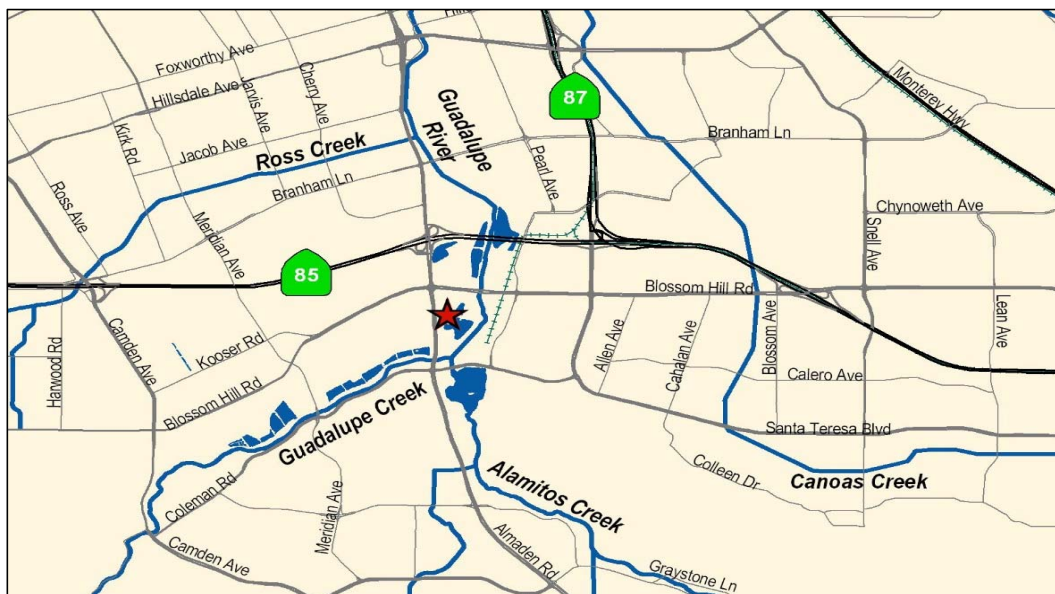 Foxworthy Ave
Hillsdale Ave
Jarvis Ave
Cherry Ave
Kirk Rd
Jacob Ave
Ross Creek
Branham Ln
Ross Ave
Meridian Ave
Guadalupe
River
87
Pearl Ave
Branham Ln
Monterey Hwy
Chynoweth Ave
Snell Ave
85
Blossom Hill Rd
Lean Ave
Harwood Rd
Camden Ave
Kooser Rd
Blossom Hill Rd
Allen Ave
Cahalan Ave
Blossom Ave
Calero Ave
Guadalupe Creek
Santa Teresa Blvd
Colleen Dr
Canoas Creek
Coleman Rd
Meridian Ave
Alamitos Creek
Camden Ave
Almaden Rd
Graystone Ln